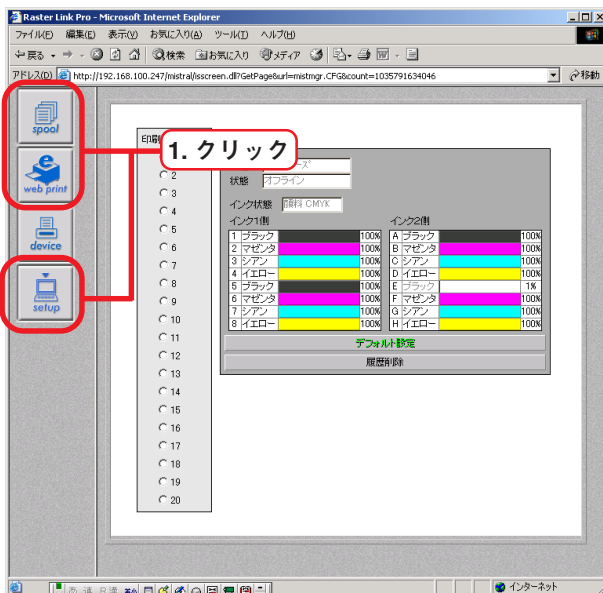 Raster Link Pro - Microsoft Internet Explorer
ファイル(F) 編集(E) 表示(V) お気に入り(A) ツール(T) ヘルプ(H)
戻る 検索 お気に入り メディア
アドレス(D) http://192.168.100.247/mistral/isscreen.dll?GetPage&url=mistmgr.CFG&count=1035791634046 移動
spool
web print
device
setup
1. クリック
2
3
4
5
6
7
8
9
10
11
12
13
14
15
16
17
18
19
20
状態 オフライン
インク状態 顔料 CMYK
インク1側 インク2側
1 ブラック 100% A ブラック 100%
2 マゼンタ 100% B マゼンタ 100%
3 シアン 100% C シアン 100%
4 イエロー 100% D イエロー 100%
5 ブラック 100% E ブラック 1%
6 マゼンタ 100% F マゼンタ 100%
7 シアン 100% G シアン 100%
8 イエロー 100% H イエロー 100%
デフォルト設定
履歴削除
インターネット